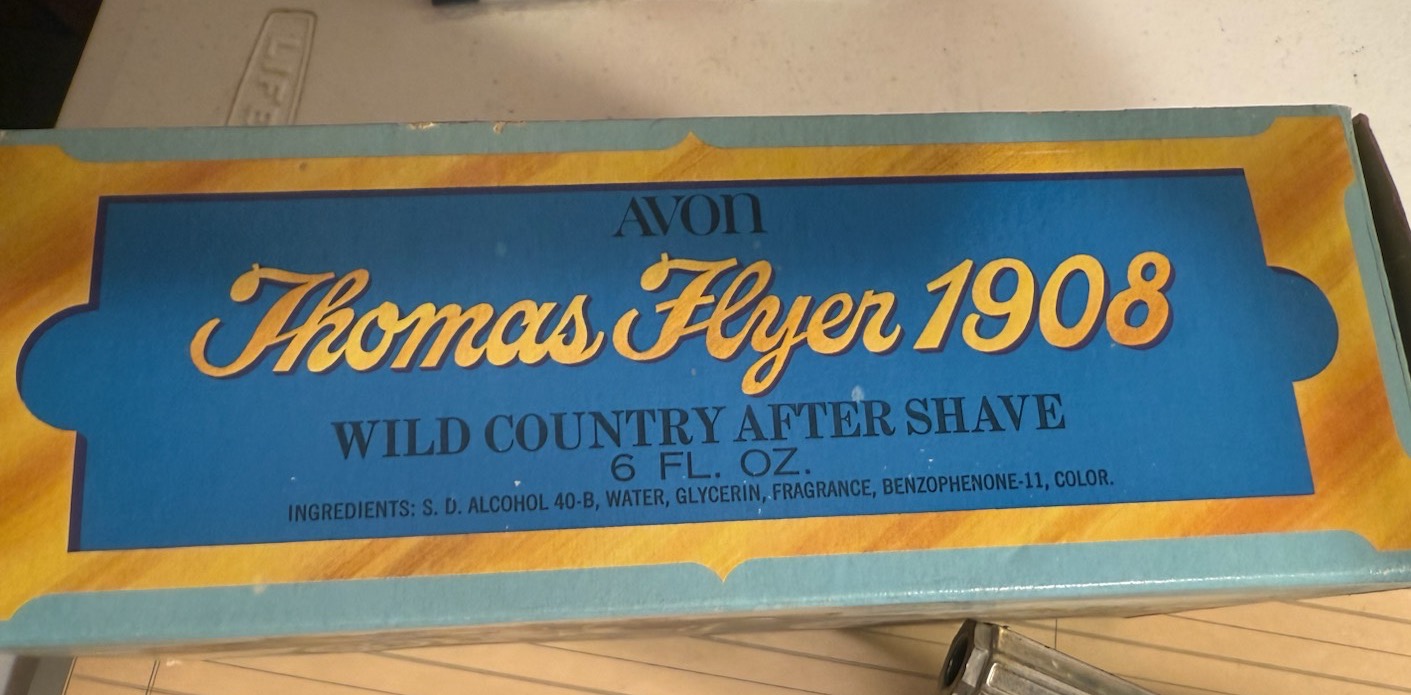 LIFE
AVON
Thomas Flyer 1908
WILD COUNTRY AFTER SHAVE
6 FL. OZ.
INGREDIENTS: S. D. ALCOHOL 40-B, WATER, GLYCERIN, FRAGRANCE, BENZOPHENONE-11, COLOR.